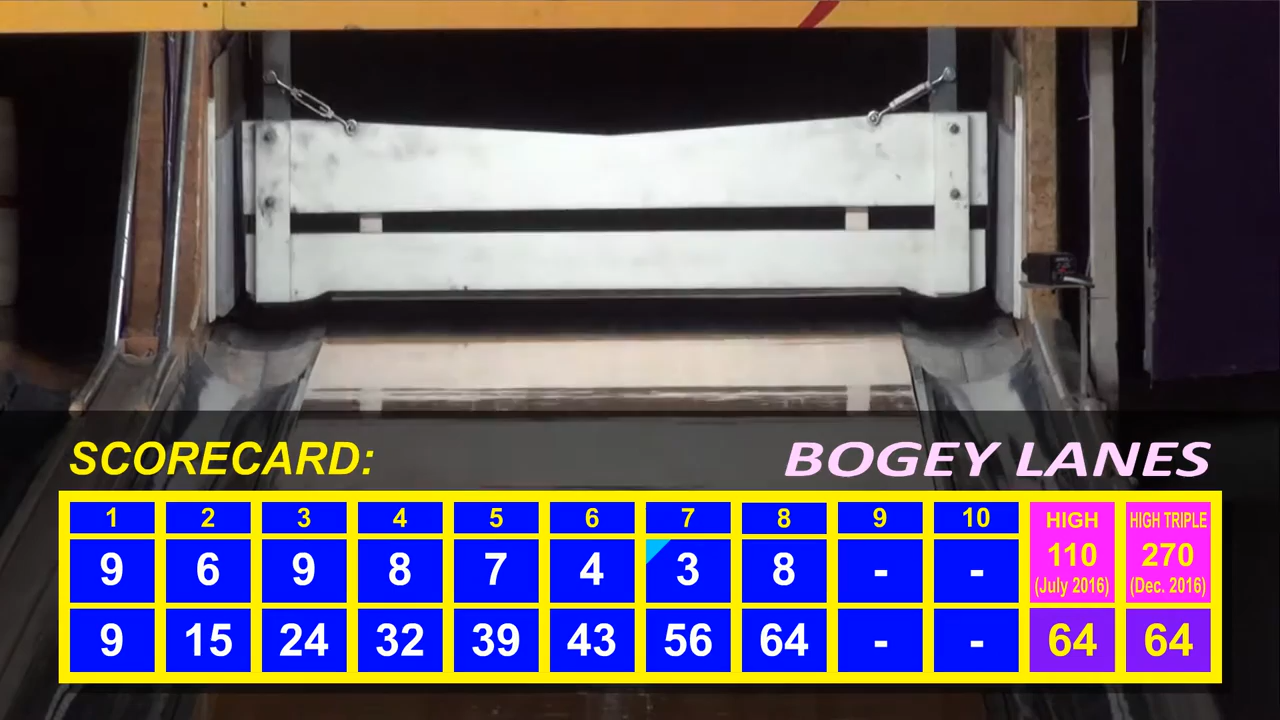 SCORECARD: BOGEY LANES
1 2 3 4 5 6 7 8 9 10 HIGH HIGH TRIPLE
9 6 9 8 7 4 3 8 - - 110 270
(July 2016) (Dec. 2016)
9 15 24 32 39 43 56 64 - - 64 64